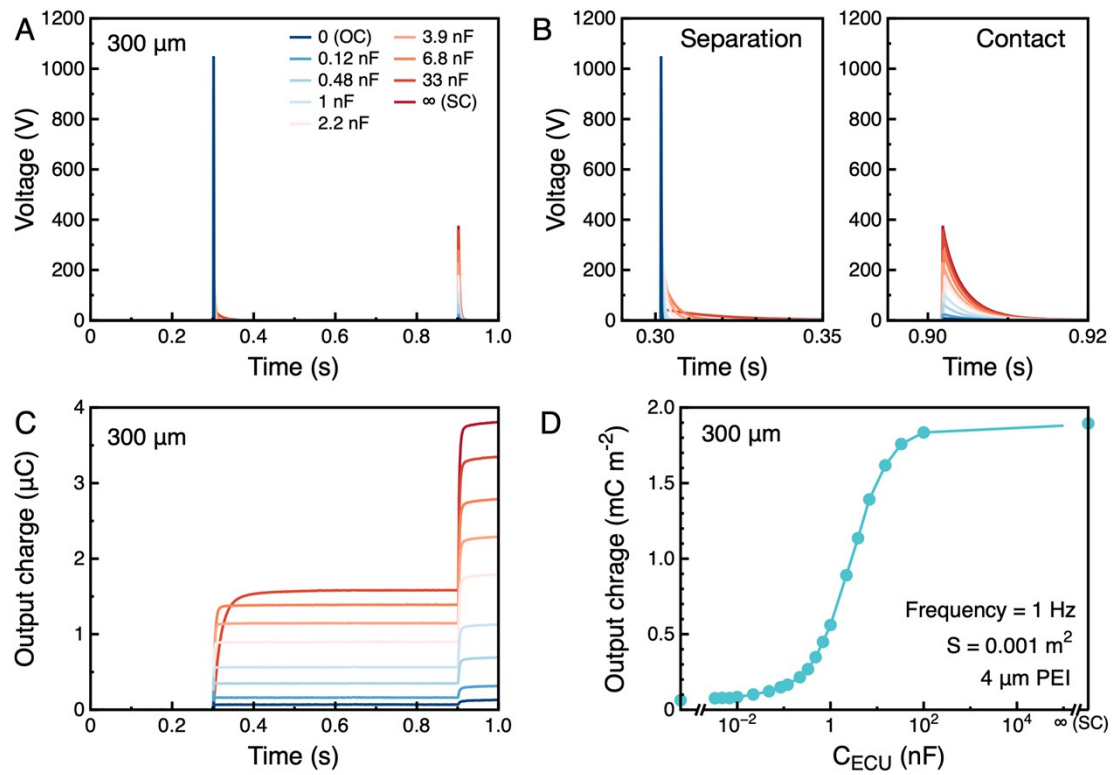 A
300 µm
0 (OC)
0.12 nF
0.48 nF
1 nF
2.2 nF
3.9 nF
6.8 nF
33 nF
∞ (SC)
Voltage (V)
1200
1000
800
600
400
200
0
0 0.2 0.4 0.6 0.8 1.0
Time (s)
B
Separation
Voltage (V)
1200
1000
800
600
400
200
0
0.30 0.35
Time (s)
Contact
1200
1000
800
600
400
200
0
0.90 0.92
Time (s)
C
300 µm
Output charge (µC)
4
3
2
1
0
0 0.2 0.4 0.6 0.8 1.0
Time (s)
D
300 µm
Output chrage (mC m⁻²)
2.0
1.5
1.0
0.5
0
Frequency = 1 Hz
S = 0.001 m²
4 µm PEI
10⁻² 1 10² 10⁴ ∞ (SC)
C_ECU (nF)